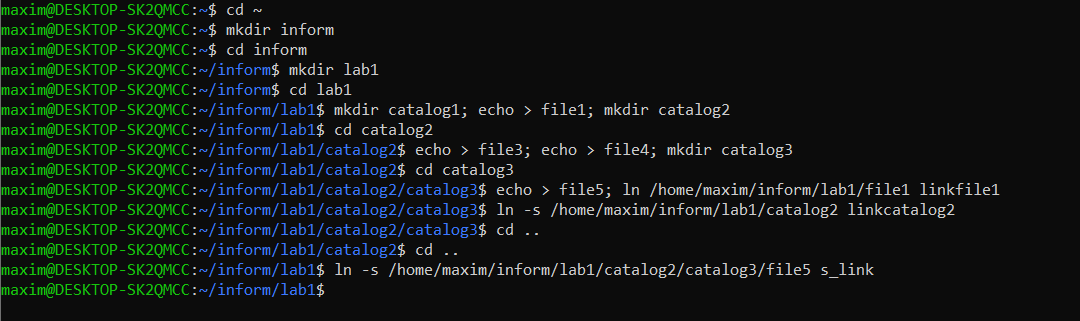 maxim@DESKTOP-SK2QMCC:~$ cd ~
maxim@DESKTOP-SK2QMCC:~$ mkdir inform
maxim@DESKTOP-SK2QMCC:~$ cd inform
maxim@DESKTOP-SK2QMCC:~/inform$ mkdir lab1
maxim@DESKTOP-SK2QMCC:~/inform$ cd lab1
maxim@DESKTOP-SK2QMCC:~/inform/lab1$ mkdir catalog1; echo > file1; mkdir catalog2
maxim@DESKTOP-SK2QMCC:~/inform/lab1$ cd catalog2
maxim@DESKTOP-SK2QMCC:~/inform/lab1/catalog2$ echo > file3; echo > file4; mkdir catalog3
maxim@DESKTOP-SK2QMCC:~/inform/lab1/catalog2$ cd catalog3
maxim@DESKTOP-SK2QMCC:~/inform/lab1/catalog2/catalog3$ echo > file5; ln /home/maxim/inform/lab1/file1 linkfile1
maxim@DESKTOP-SK2QMCC:~/inform/lab1/catalog2/catalog3$ ln -s /home/maxim/inform/lab1/catalog2 linkcatalog2
maxim@DESKTOP-SK2QMCC:~/inform/lab1/catalog2/catalog3$ cd ..
maxim@DESKTOP-SK2QMCC:~/inform/lab1/catalog2$ cd ..
maxim@DESKTOP-SK2QMCC:~/inform/lab1$ ln -s /home/maxim/inform/lab1/catalog2/catalog3/file5 s_link
maxim@DESKTOP-SK2QMCC:~/inform/lab1$